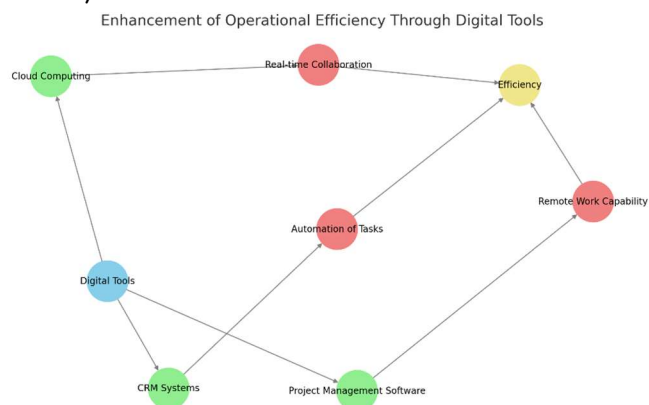 Enhancement of Operational Efficiency Through Digital Tools
Real-time Collaboration
Cloud Computing
Efficiency
Remote Work Capability
Automation of Tasks
Digital Tools
CRM Systems
Project Management Software